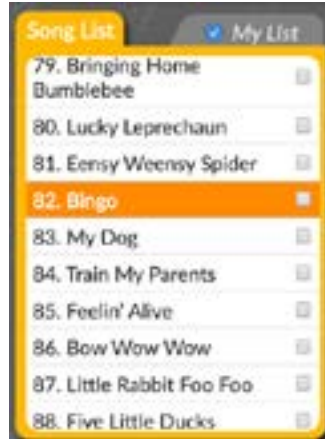 Song List
My List
79. Bringing Home
Bumblebee
80. Lucky Leprechaun
81. Eensy Weensy Spider
82. Bingo
83. My Dog
84. Train My Parents
85. Feelin' Alive
86. Bow Wow Wow
87. Little Rabbit Foo Foo
88. Five Little Ducks